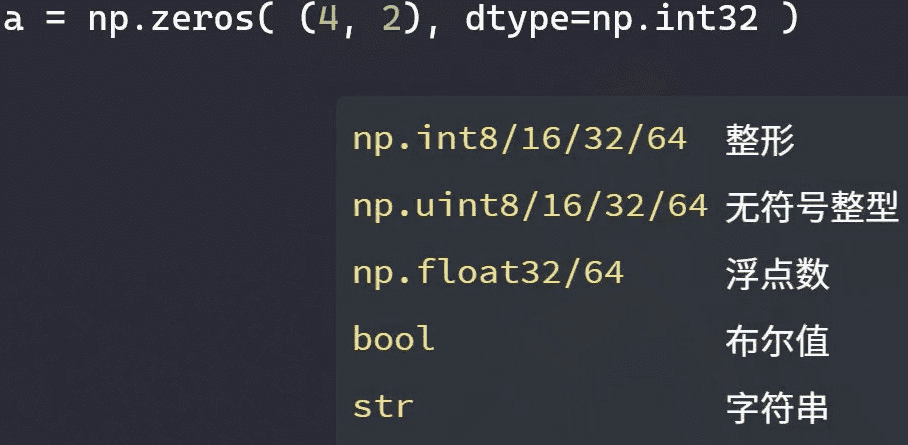 a = np.zeros( (4, 2), dtype=np.int32 )
np.int8/16/32/64 整形
np.uint8/16/32/64 无符号整型
np.float32/64 浮点数
bool 布尔值
str 字符串